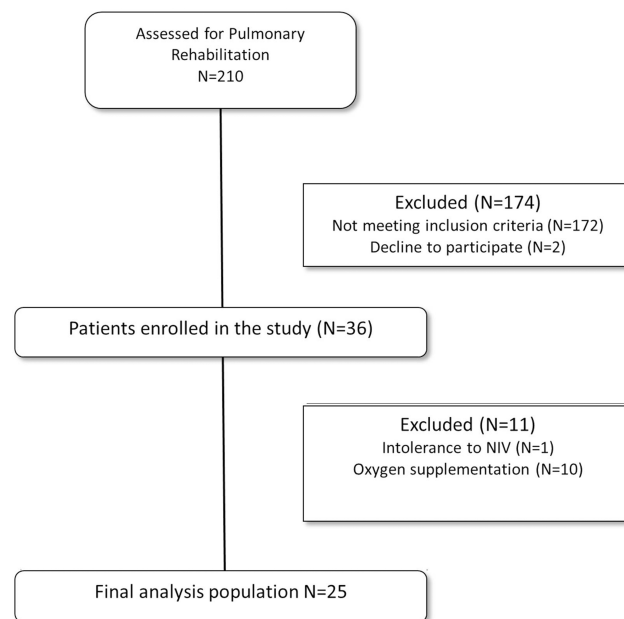 Assessed for Pulmonary
Rehabilitation
N=210
Excluded (N=174)
Not meeting inclusion criteria (N=172)
Decline to participate (N=2)
Patients enrolled in the study (N=36)
Excluded (N=11)
Intolerance to NIV (N=1)
Oxygen supplementation (N=10)
Final analysis population N=25